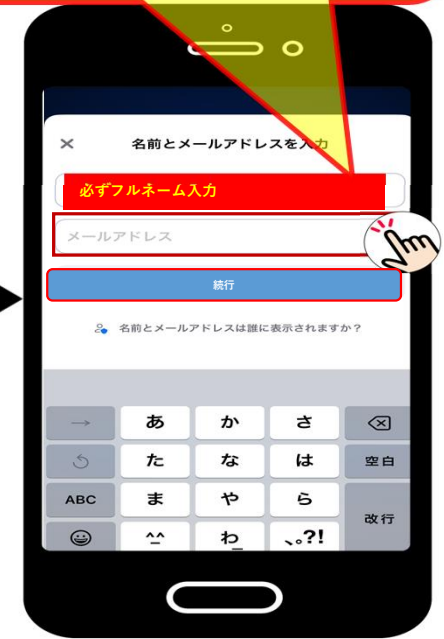 × 名前とメールアドレスを入力
必ずフルネーム入力
メールアドレス
続行
名前とメールアドレスは誰に表示されますか？
→ あ か さ
た な は 空白
ABC ま や ら
改行
^^ わ_ 、。?!